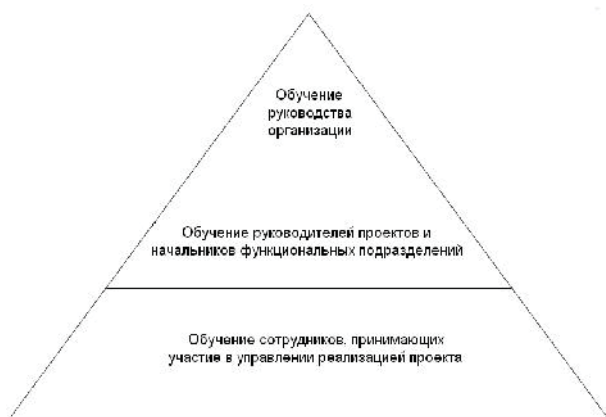 Обучение
руководства
организации
Обучение руководителей проектов и
начальников функциональных подразделений
Обучение сотрудников, принимающих
участие в управлении реализацией проекта